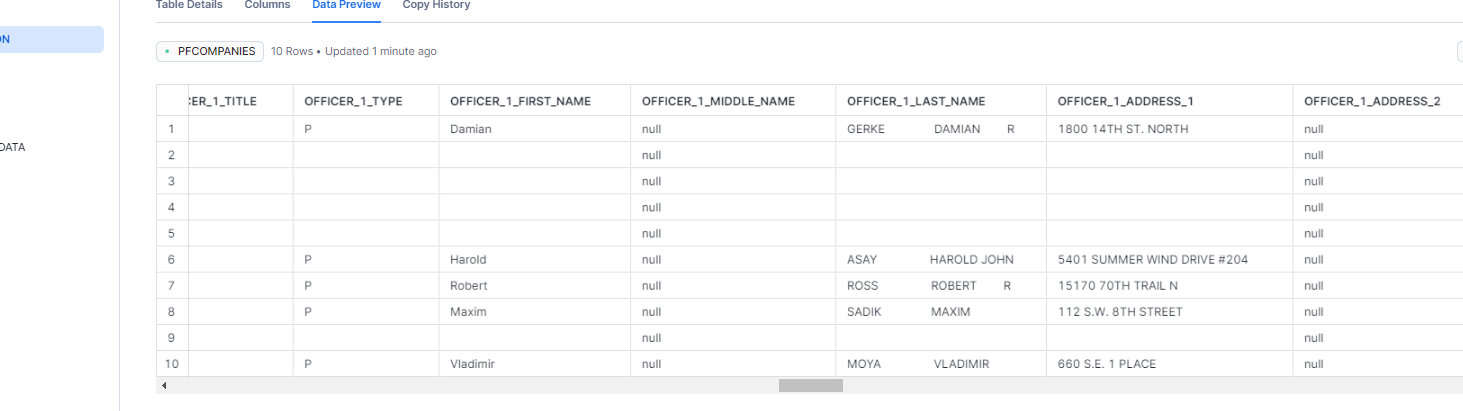 Table Details Columns Data Preview Copy History
ON
PFCOMPANIES 10 Rows • Updated 1 minute ago
CER_1_TITLE OFFICER_1_TYPE OFFICER_1_FIRST_NAME OFFICER_1_MIDDLE_NAME OFFICER_1_LAST_NAME OFFICER_1_ADDRESS_1 OFFICER_1_ADDRESS_2
1 P Damian null GERKE DAMIAN R 1800 14TH ST. NORTH null
DATA
2 null null
3 null null
4 null null
5 null null
6 P Harold null ASAY HAROLD JOHN 5401 SUMMER WIND DRIVE #204 null
7 P Robert null ROSS ROBERT R 15170 70TH TRAIL N null
8 P Maxim null SADIK MAXIM 112 S.W. 8TH STREET null
9 null null
10 P Vladimir null MOYA VLADIMIR 660 S.E. 1 PLACE null